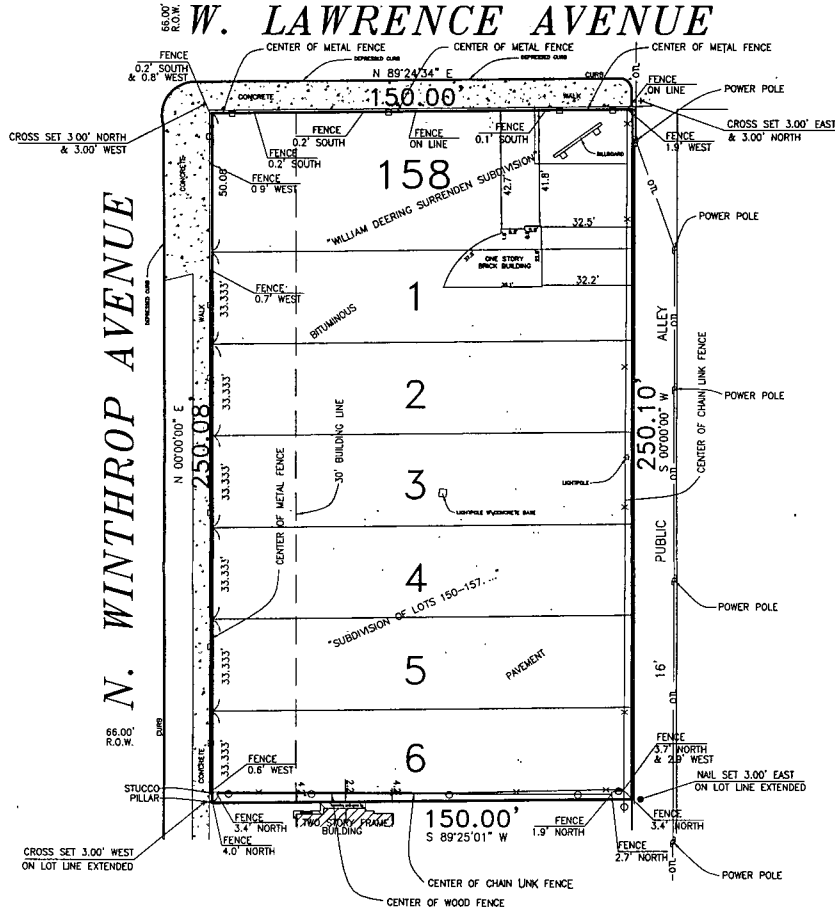 66.00'
R.O.W.
W. LAWRENCE AVENUE
FENCE
0.2' SOUTH
& 0.8' WEST
CENTER OF METAL FENCE
DEPRESSED CURB
N 89°24'34" E
CENTER OF METAL FENCE
DEPRESSED CURB
CENTER OF METAL FENCE
CURB
FENCE
ON LINE
POWER POLE
CONCRETE
150.00'
WALK
CROSS SET 3.00' NORTH
& 3.00' WEST
CROSS SET 3.00' EAST
& 3.00' NORTH
FENCE
0.2' SOUTH
FENCE
0.2' SOUTH
FENCE
ON LINE
FENCE
0.1' SOUTH
BILLBOARD
FENCE
1.9' WEST
CONCRETE
50.08'
FENCE
0.9' WEST
158
"WILLIAM DEERING SURRENDEN SUBDIVISION"
42.7'
41.8'
POWER POLE
32.5'
ONE STORY
BRICK BUILDING
32.2'
N. WINTHROP AVENUE
DEPRESSED CURB
WALK
FENCE
0.7' WEST
33.333'
1
BITUMINOUS
ALLEY
33.333'
2
POWER POLE
N 00°00'00" E
250.08'
250.10'
S 00°00'00" W
CENTER OF CHAIN LINK FENCE
30' BUILDING LINE
CENTER OF METAL FENCE
33.333'
3
LIGHTPOLE
LIGHTPOLE W/CONCRETE BASE
PUBLIC
33.333'
4
POWER POLE
"SUBDIVISION OF LOTS 150-157...."
33.333'
5
PAVEMENT
16'
66.00'
R.O.W.
CURB
CONCRETE
33.333'
6
FENCE
0.6' WEST
FENCE
3.7' NORTH
& 2.9' WEST
NAIL SET 3.00' EAST
ON LOT LINE EXTENDED
STUCCO
PILLAR
4.2'
2.2'
4.2'
FENCE
3.4' NORTH
FENCE
4.0' NORTH
TWO STORY FRAME
BUILDING
150.00'
S 89°25'01" W
FENCE
1.9' NORTH
FENCE
3.4' NORTH
FENCE
2.7' NORTH
CROSS SET 3.00' WEST
ON LOT LINE EXTENDED
CENTER OF CHAIN LINK FENCE
CENTER OF WOOD FENCE
POWER POLE